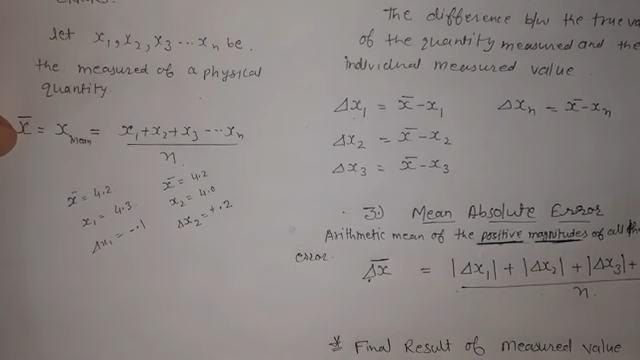 let x₁, x₂, x₃ ... xₙ be.
the measured of a physical
quantity.
x̄ = x mean = x₁+x₂+x₃ ... xₙ / n
x̄ = 4.2
x₁ = 4.3
Δx₁ = -.1
x̄ = 4.2
x₂ = 4.0
Δx₂ = +.2
The difference b/w the true va
of the quantity measured and the
individual measured value
Δx₁ = x̄ - x₁ Δxₙ = x̄ - xₙ
Δx₂ = x̄ - x₂
Δx₃ = x̄ - x₃
3.) Mean Absolute Error
Arithmetic mean of the positive magnitudes of all the
error.
Δx̄ = |Δx₁| + |Δx₂| + |Δx₃| + / n.
* Final Result of measured value